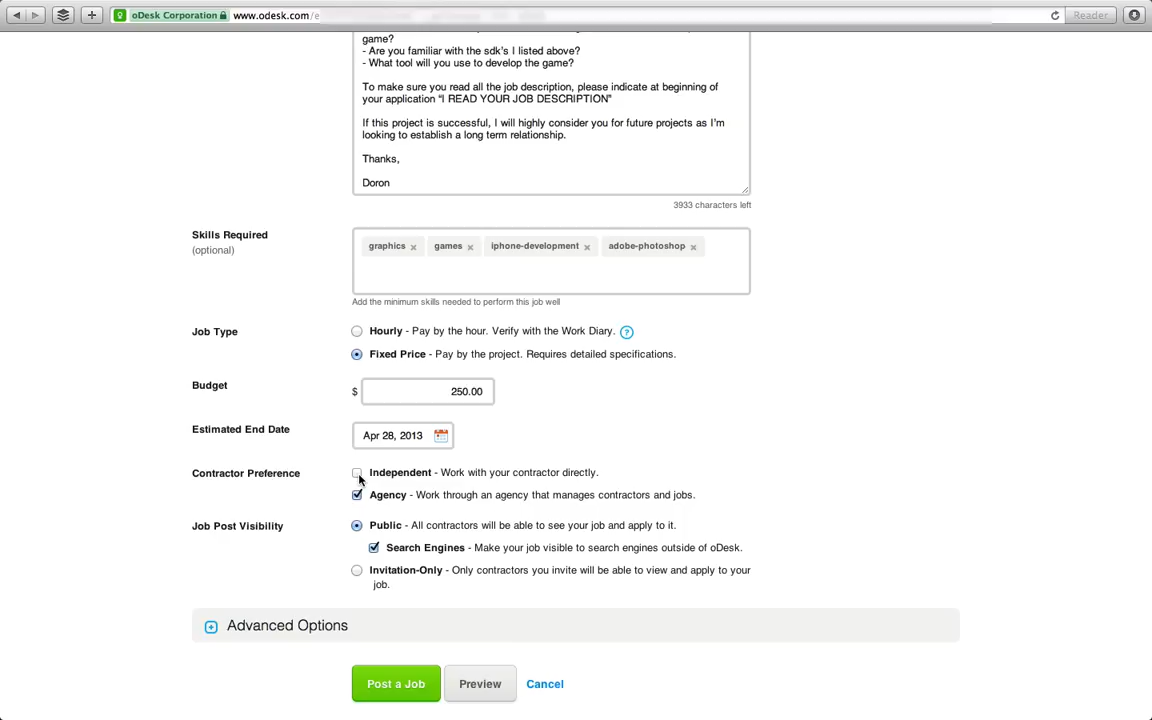 oDesk Corporation www.odesk.com/e
Reader
game?
- Are you familiar with the sdk's I listed above?
- What tool will you use to develop the game?
To make sure you read all the job description, please indicate at beginning of
your application "I READ YOUR JOB DESCRIPTION"
If this project is successful, I will highly consider you for future projects as I'm
looking to establish a long term relationship.
Thanks,
Doron
3933 characters left
Skills Required
(optional)
graphics × games × iphone-development × adobe-photoshop ×
Add the minimum skills needed to perform this job well
Job Type
Hourly - Pay by the hour. Verify with the Work Diary. ?
Fixed Price - Pay by the project. Requires detailed specifications.
Budget
$ 250.00
Estimated End Date
Apr 28, 2013
Contractor Preference
Independent - Work with your contractor directly.
Agency - Work through an agency that manages contractors and jobs.
Job Post Visibility
Public - All contractors will be able to see your job and apply to it.
Search Engines - Make your job visible to search engines outside of oDesk.
Invitation-Only - Only contractors you invite will be able to view and apply to your
job.
Advanced Options
Post a Job Preview Cancel